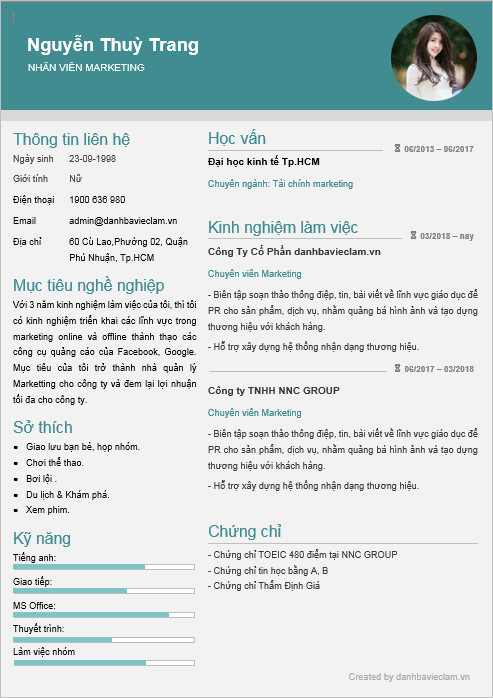 Nguyễn Thuỳ Trang
NHÂN VIÊN MARKETING
Thông tin liên hệ
Ngày sinh 23-09-1998
Giới tính Nữ
Điện thoại 1900 636 980
Email admin@danhbavieclam.vn
Địa chỉ 60 Cù Lao,Phường 02, Quận
Phú Nhuận, Tp.HCM
Mục tiêu nghề nghiệp
Với 3 năm kinh nghiệm làm việc của tôi, thì tôi
có kinh nghiệm triển khai các lĩnh vực trong
marketing online và offline thành thạo các
công cụ quảng cáo của Facebook, Google.
Mục tiêu của tôi trở thành nhà quản lý
Marketting cho công ty và đem lại lợi nhuận
tối đa cho công ty.
Sở thích
• Giao lưu bạn bè, họp nhóm.
• Chơi thể thao.
• Bơi lội .
• Du lịch & Khám phá.
• Xem phim.
Kỹ năng
Tiếng anh:
Giao tiếp:
MS Office:
Thuyết trình:
Làm việc nhóm
Học vấn
06/2013 – 06/2017
Đại học kinh tế Tp.HCM
Chuyên ngành: Tài chính marketing
Kinh nghiệm làm việc
03/2018 – nay
Công Ty Cổ Phần danhbavieclam.vn
Chuyên viên Marketing
- Biên tập soạn thảo thông điệp, tin, bài viết về lĩnh vực giáo dục để
PR cho sản phẩm, dịch vụ, nhằm quảng bá hình ảnh và tạo dựng
thương hiệu với khách hàng.
- Hỗ trợ xây dựng hệ thống nhận dạng thương hiệu.
06/2017 – 03/2018
Công ty TNHH NNC GROUP
Chuyên viên Marketing
- Biên tập soạn thảo thông điệp, tin, bài viết về lĩnh vực giáo dục để
PR cho sản phẩm, dịch vụ, nhằm quảng bá hình ảnh và tạo dựng
thương hiệu với khách hàng.
- Hỗ trợ xây dựng hệ thống nhận dạng thương hiệu.
Chứng chỉ
- Chứng chỉ TOEIC 480 điểm tại NNC GROUP
- Chứng chỉ tin học bằng A, B
- Chứng chỉ Thẩm Định Giá
Created by danhbavieclam.vn